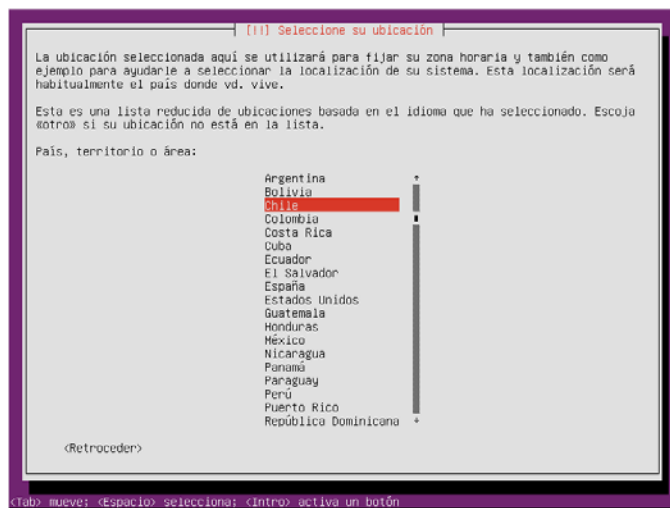 [!!] Seleccione su ubicación
La ubicación seleccionada aquí se utilizará para fijar su zona horaria y también como
ejemplo para ayudarle a seleccionar la localización de su sistema. Esta localización será
habitualmente el país donde vd. vive.
Esta es una lista reducida de ubicaciones basada en el idioma que ha seleccionado. Escoja
«otro» si su ubicación no está en la lista.
País, territorio o área:
Argentina
Bolivia
Chile
Colombia
Costa Rica
Cuba
Ecuador
El Salvador
España
Estados Unidos
Guatemala
Honduras
México
Nicaragua
Panamá
Paraguay
Perú
Puerto Rico
República Dominicana
<Retroceder>
<Tab> mueve; <Espacio> selecciona; <Intro> activa un botón